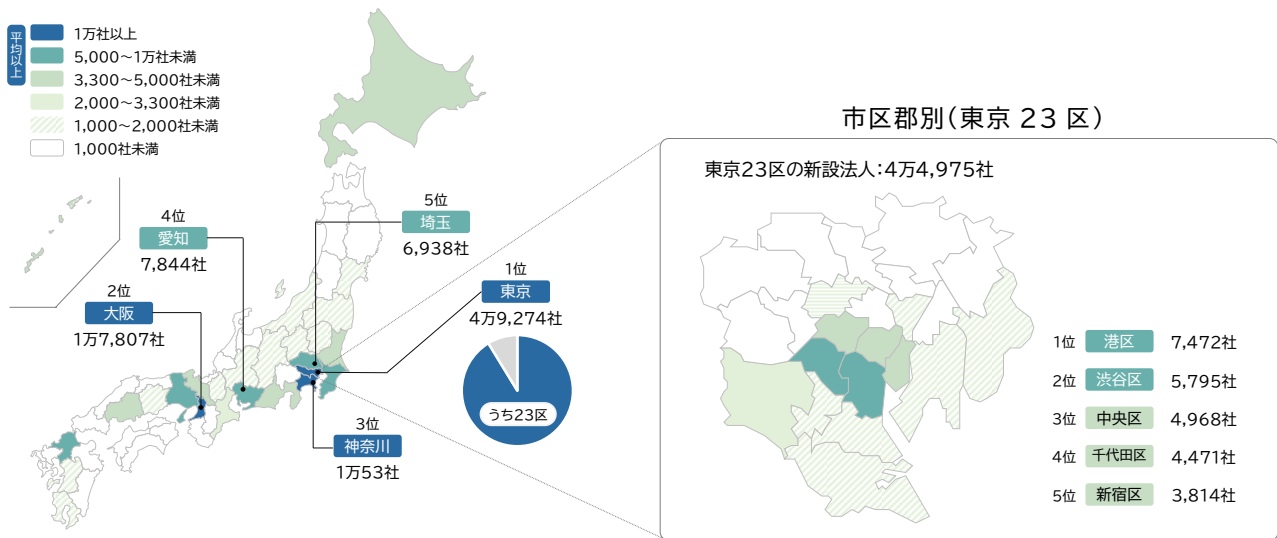 平均以上
1万社以上
5,000～1万社未満
3,300～5,000社未満
2,000～3,300社未満
1,000～2,000社未満
1,000社未満
5位
埼玉
6,938社
4位
愛知
7,844社
1位
東京
4万9,274社
2位
大阪
1万7,807社
うち23区
3位
神奈川
1万53社
市区郡別（東京 23 区）
東京23区の新設法人：4万4,975社
1位 港区 7,472社
2位 渋谷区 5,795社
3位 中央区 4,968社
4位 千代田区 4,471社
5位 新宿区 3,814社